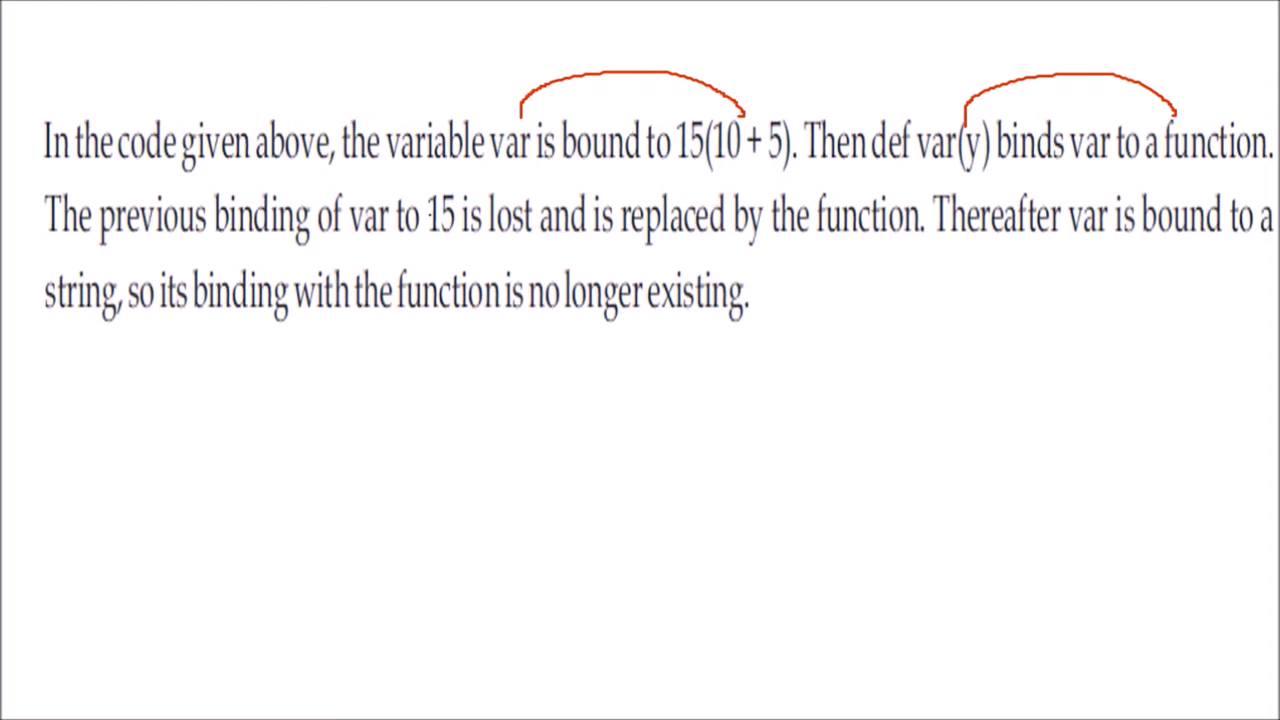 In the code given above, the variable var is bound to 15(10 + 5). Then def var(y) binds var to a function.
The previous binding of var to 15 is lost and is replaced by the function. Thereafter var is bound to a
string, so its binding with the function is no longer existing.